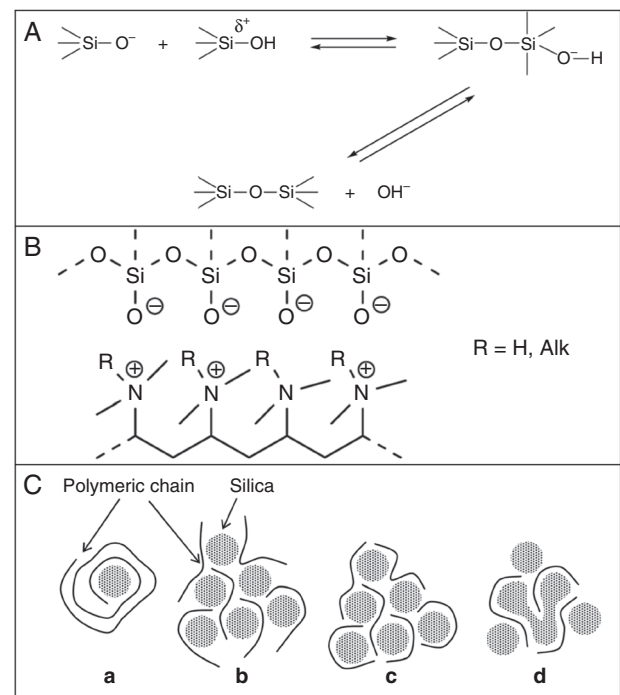 A
δ+
Si–O⁻ + Si–OH Si–O–Si
O⁻–H
Si–O–Si + OH⁻
B
O O O O O
Si Si Si Si
O⊖ O⊖ O⊖ O⊖
R ⊕ R ⊕ R R ⊕
N N N N
R = H, Alk
C
Polymeric chain Silica
a b c d